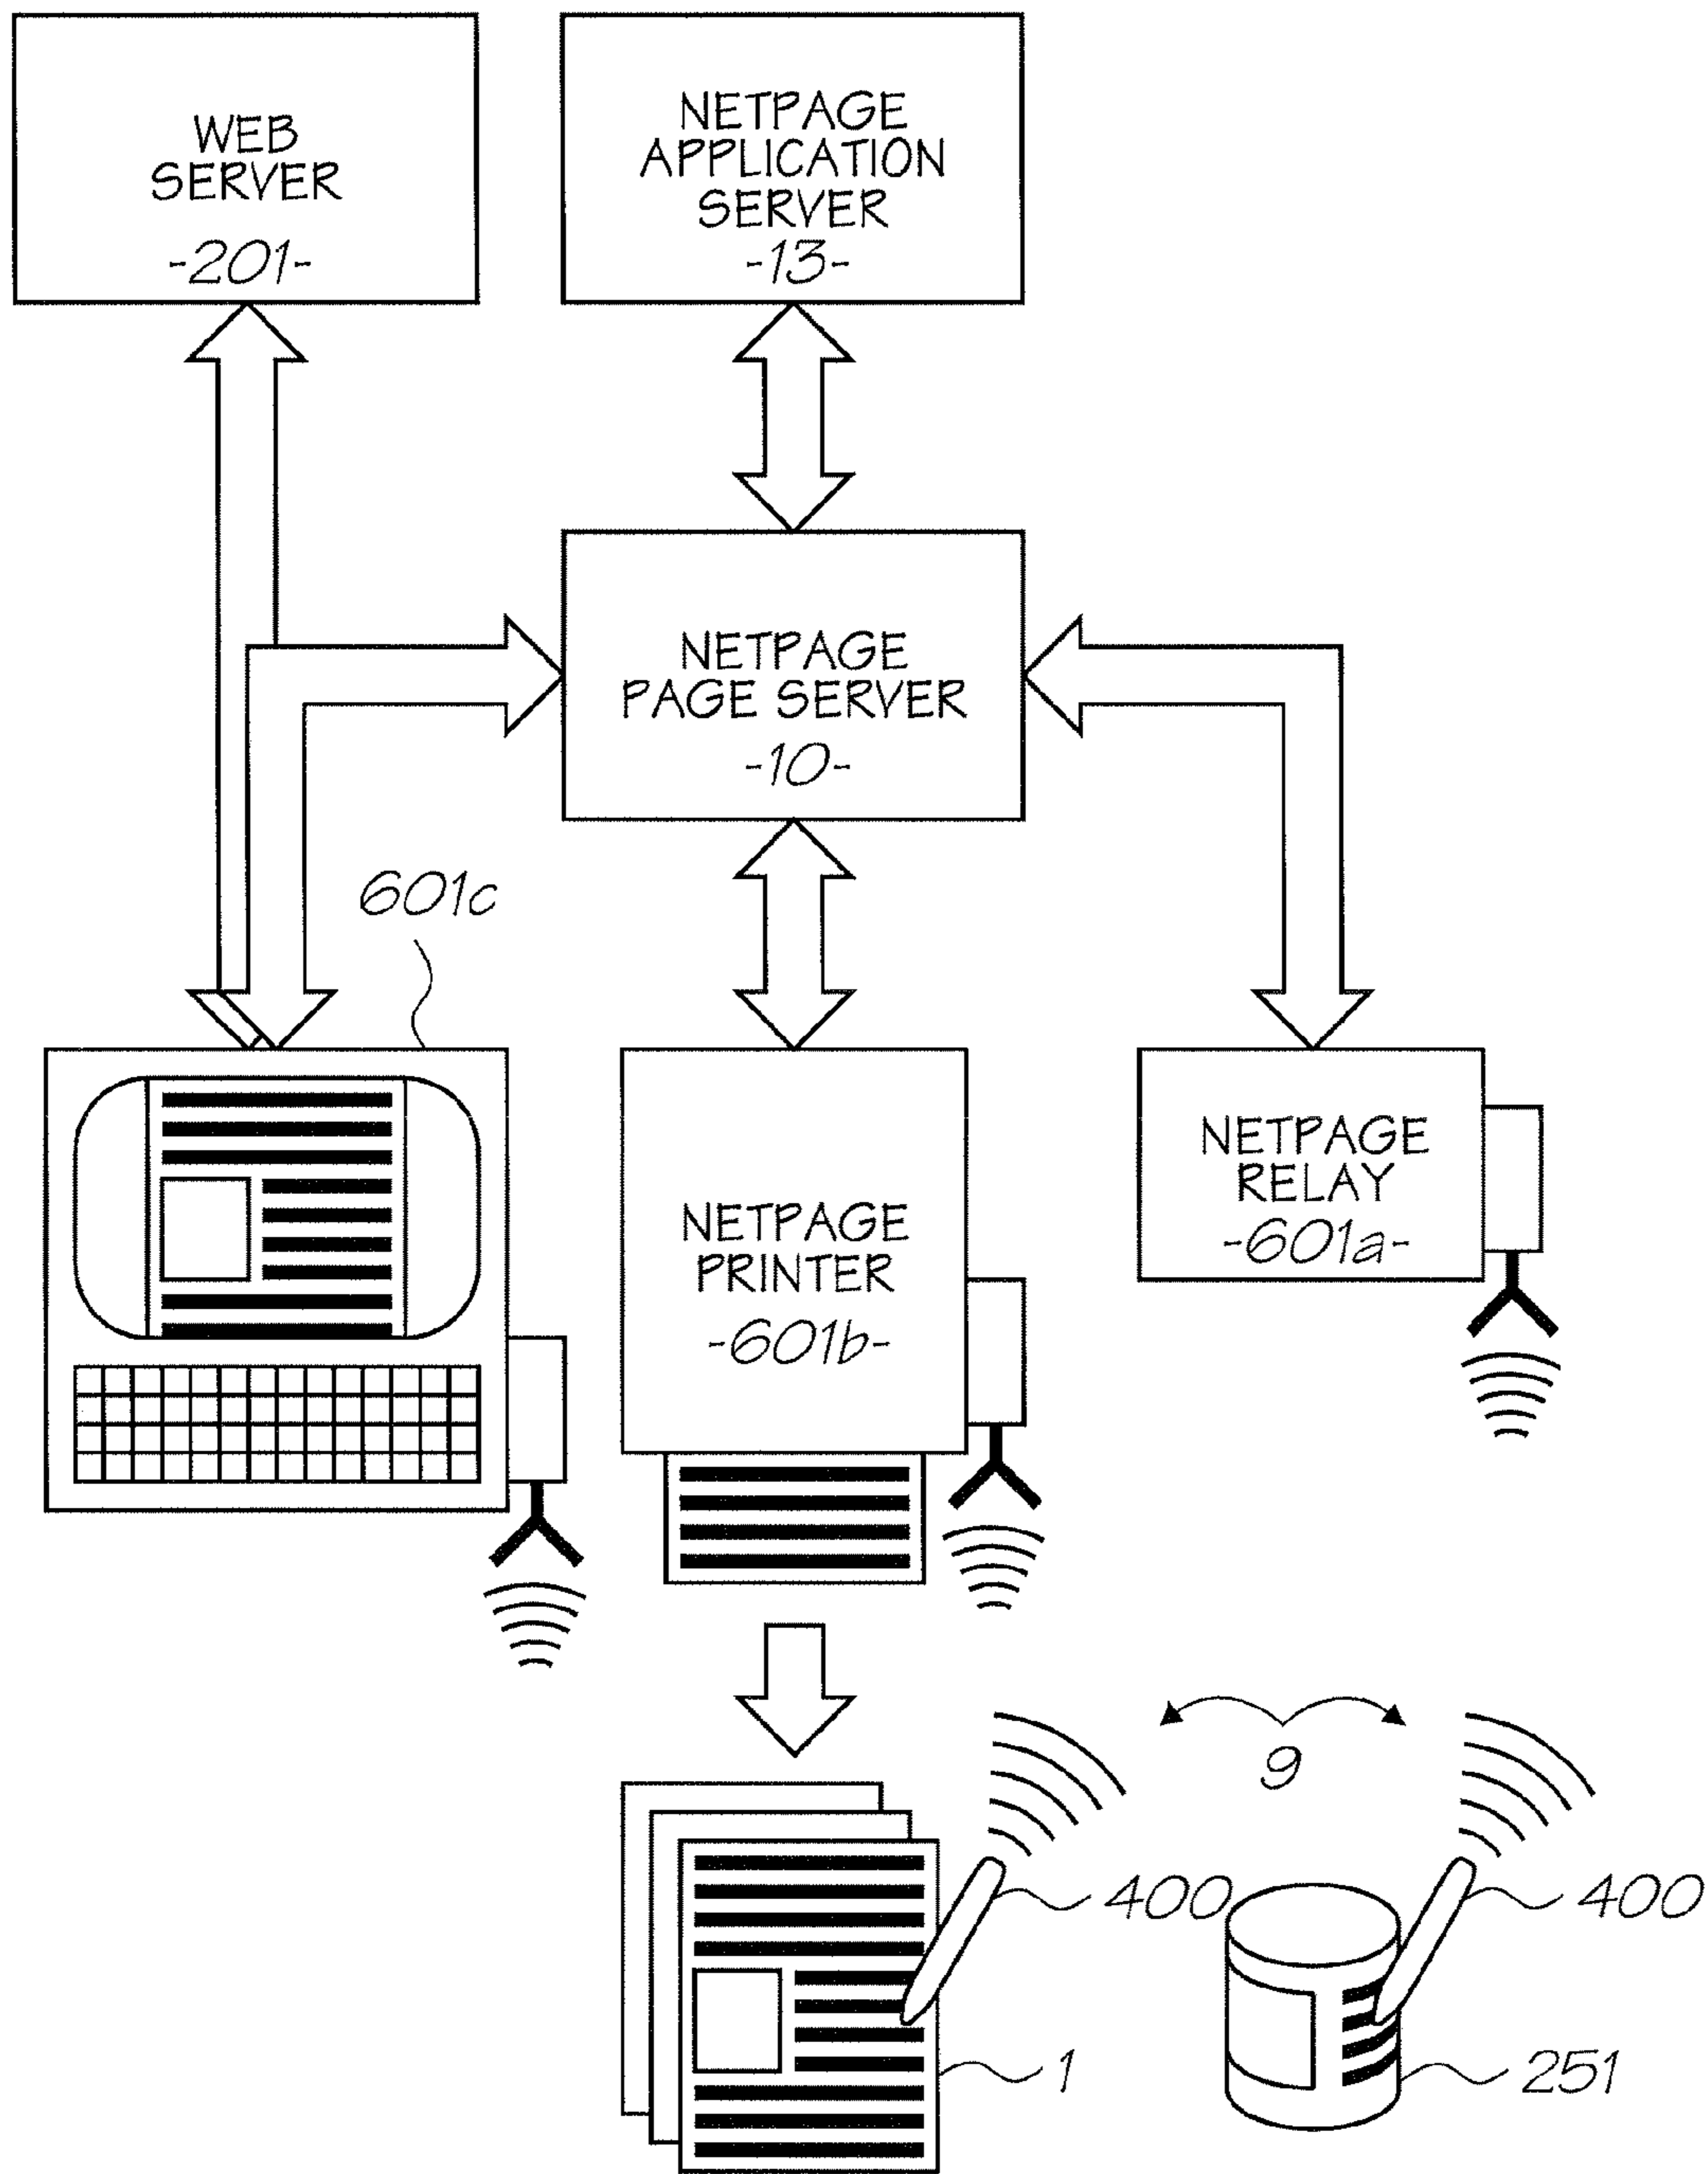 WEB
SERVER
-201-
NETPAGE
APPLICATION
SERVER
-13-
NETPAGE
PAGE SERVER
-10-
601c
NETPAGE
PRINTER
-601b-
NETPAGE
RELAY
-601a-
9
400
400
1
251